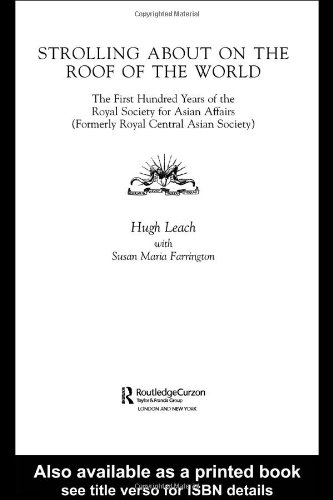 STROLLING ABOUT ON THE
ROOF OF THE WORLD
The First Hundred Years of the
Royal Society for Asian Affairs
(Formerly Royal Central Asian Society)
Hugh Leach
with
Susan Maria Farrington
RoutledgeCurzon
Taylor & Francis Group
LONDON AND NEW YORK
Also available as a printed book
see title verso for ISBN details